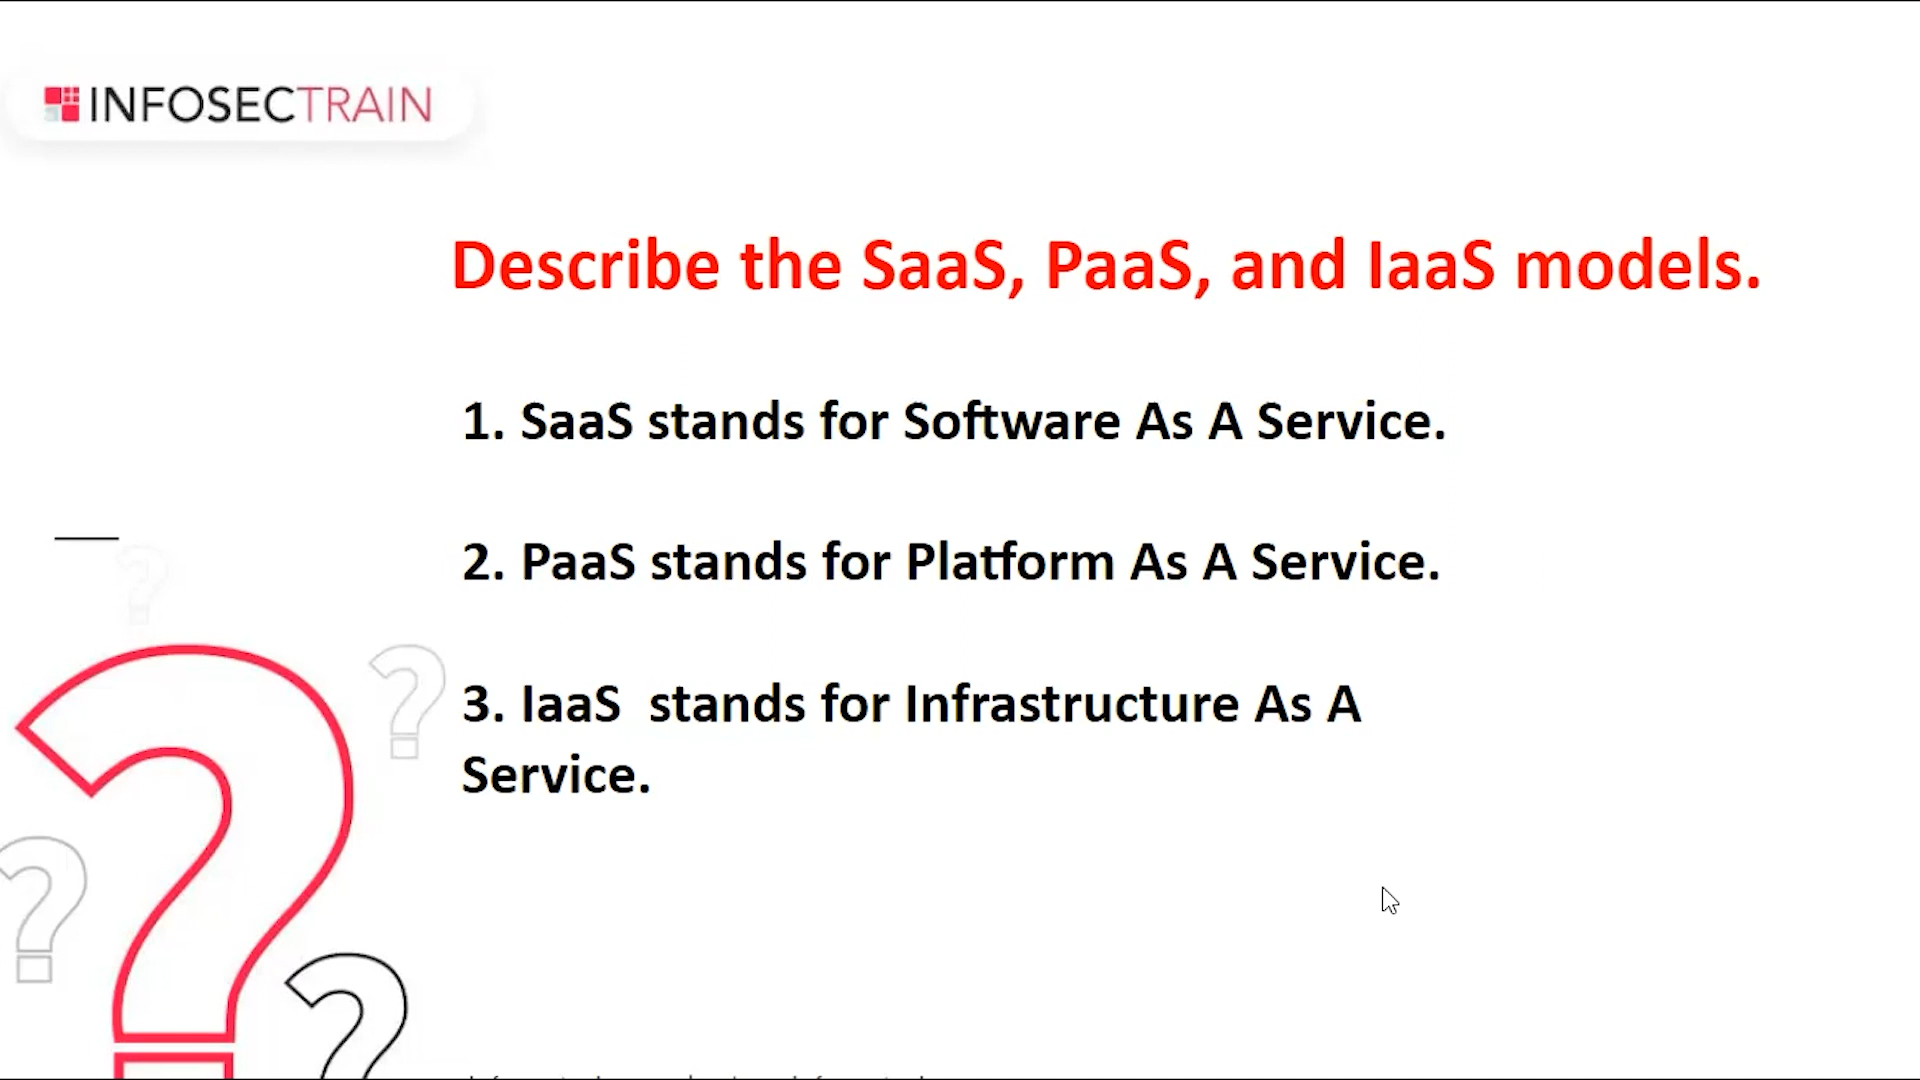 INFOSECTRAIN
Describe the SaaS, PaaS, and IaaS models.
1. SaaS stands for Software As A Service.
2. PaaS stands for Platform As A Service.
3. IaaS  stands for Infrastructure As A
Service.